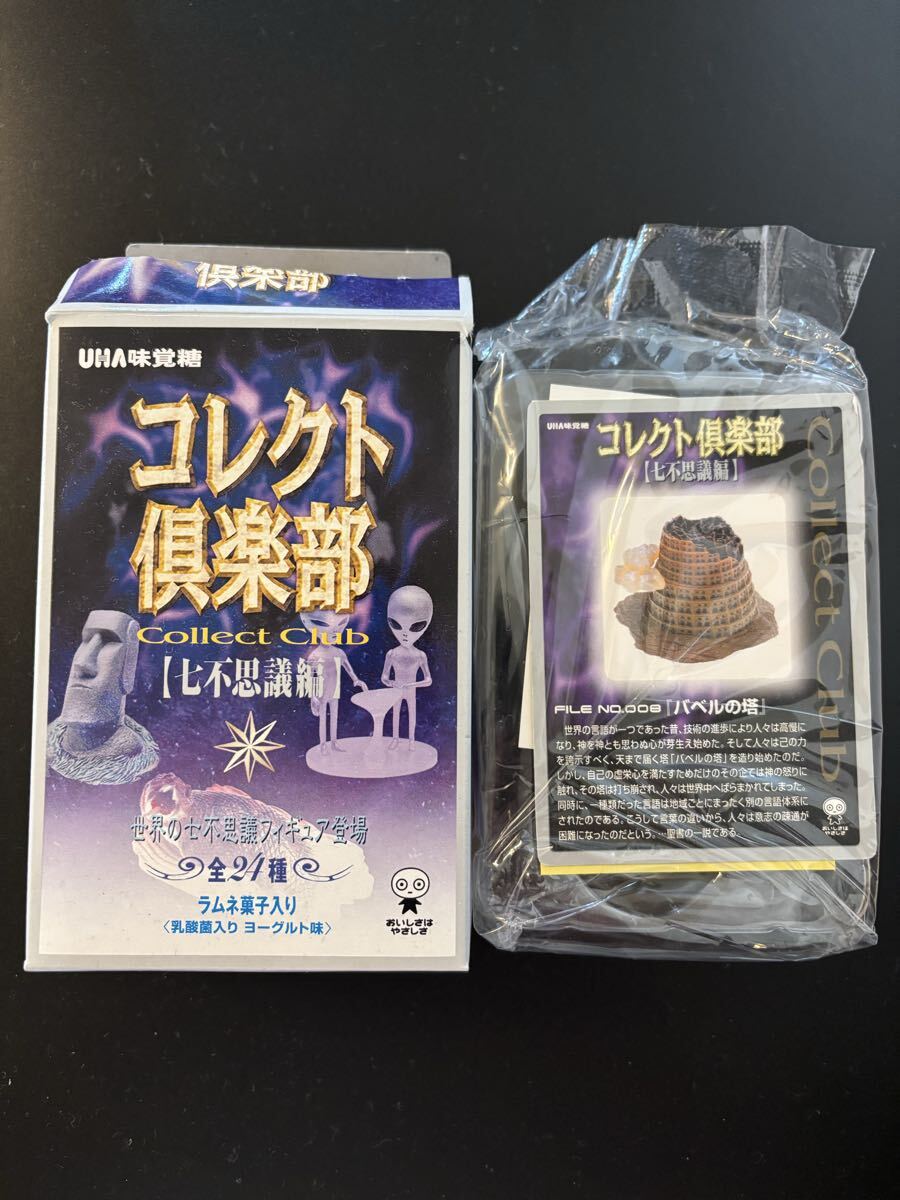 倶楽部
UHA味覚糖
コレクト
倶楽部
Collect Club
【七不思議編】
世界の七不思議フィギュア登場
全24種
ラムネ菓子入り
〈乳酸菌入り ヨーグルト味〉
おいしさは
やさしさ
UHA味覚糖
コレクト倶楽部
【七不思議編】
Collect Club
FILE NO.008『バベルの塔』
世界の言語が一つであった昔、技術の進歩により人々は高慢に
なり、神を神とも思わぬ心が芽生え始めた。そして人々は己の力
を誇示すべく、天まで届く塔「バベルの塔」を造り始めたのだ。
しかし、自己の虚栄心を満たすためだけのその企ては神の怒りに
触れ、その塔は打ち崩され、人々は世界中へばらまかれてしまった。
同時に、一種類だった言語は地域ごとにまったく別の言語体系に
されたのである。こうして言葉の違いから、人々は意志の疎通が
困難になったのだという。…聖書の一説である。
おいしさは
やさしさ